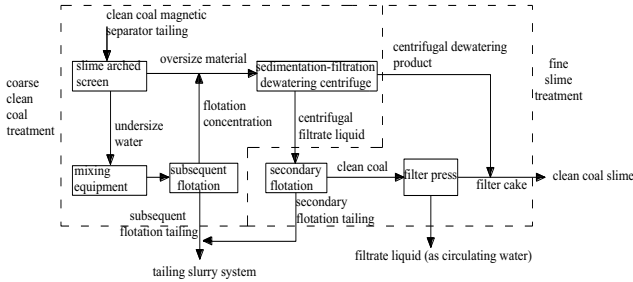 clean coal magnetic
separator tailing
slime arched
screen
oversize material
sedimentation-filtration
dewatering centrifuge
centrifugal dewatering
product
coarse
clean
coal
treatment
fine
slime
treatment
undersize
water
flotation
concentration
centrifugal
filtrate liquid
mixing
equipment
subsequent
flotation
secondary
flotation
clean coal
filter press
filter cake
clean coal slime
subsequent
flotation tailing
secondary
flotation tailing
tailing slurry system
filtrate liquid (as circulating water)